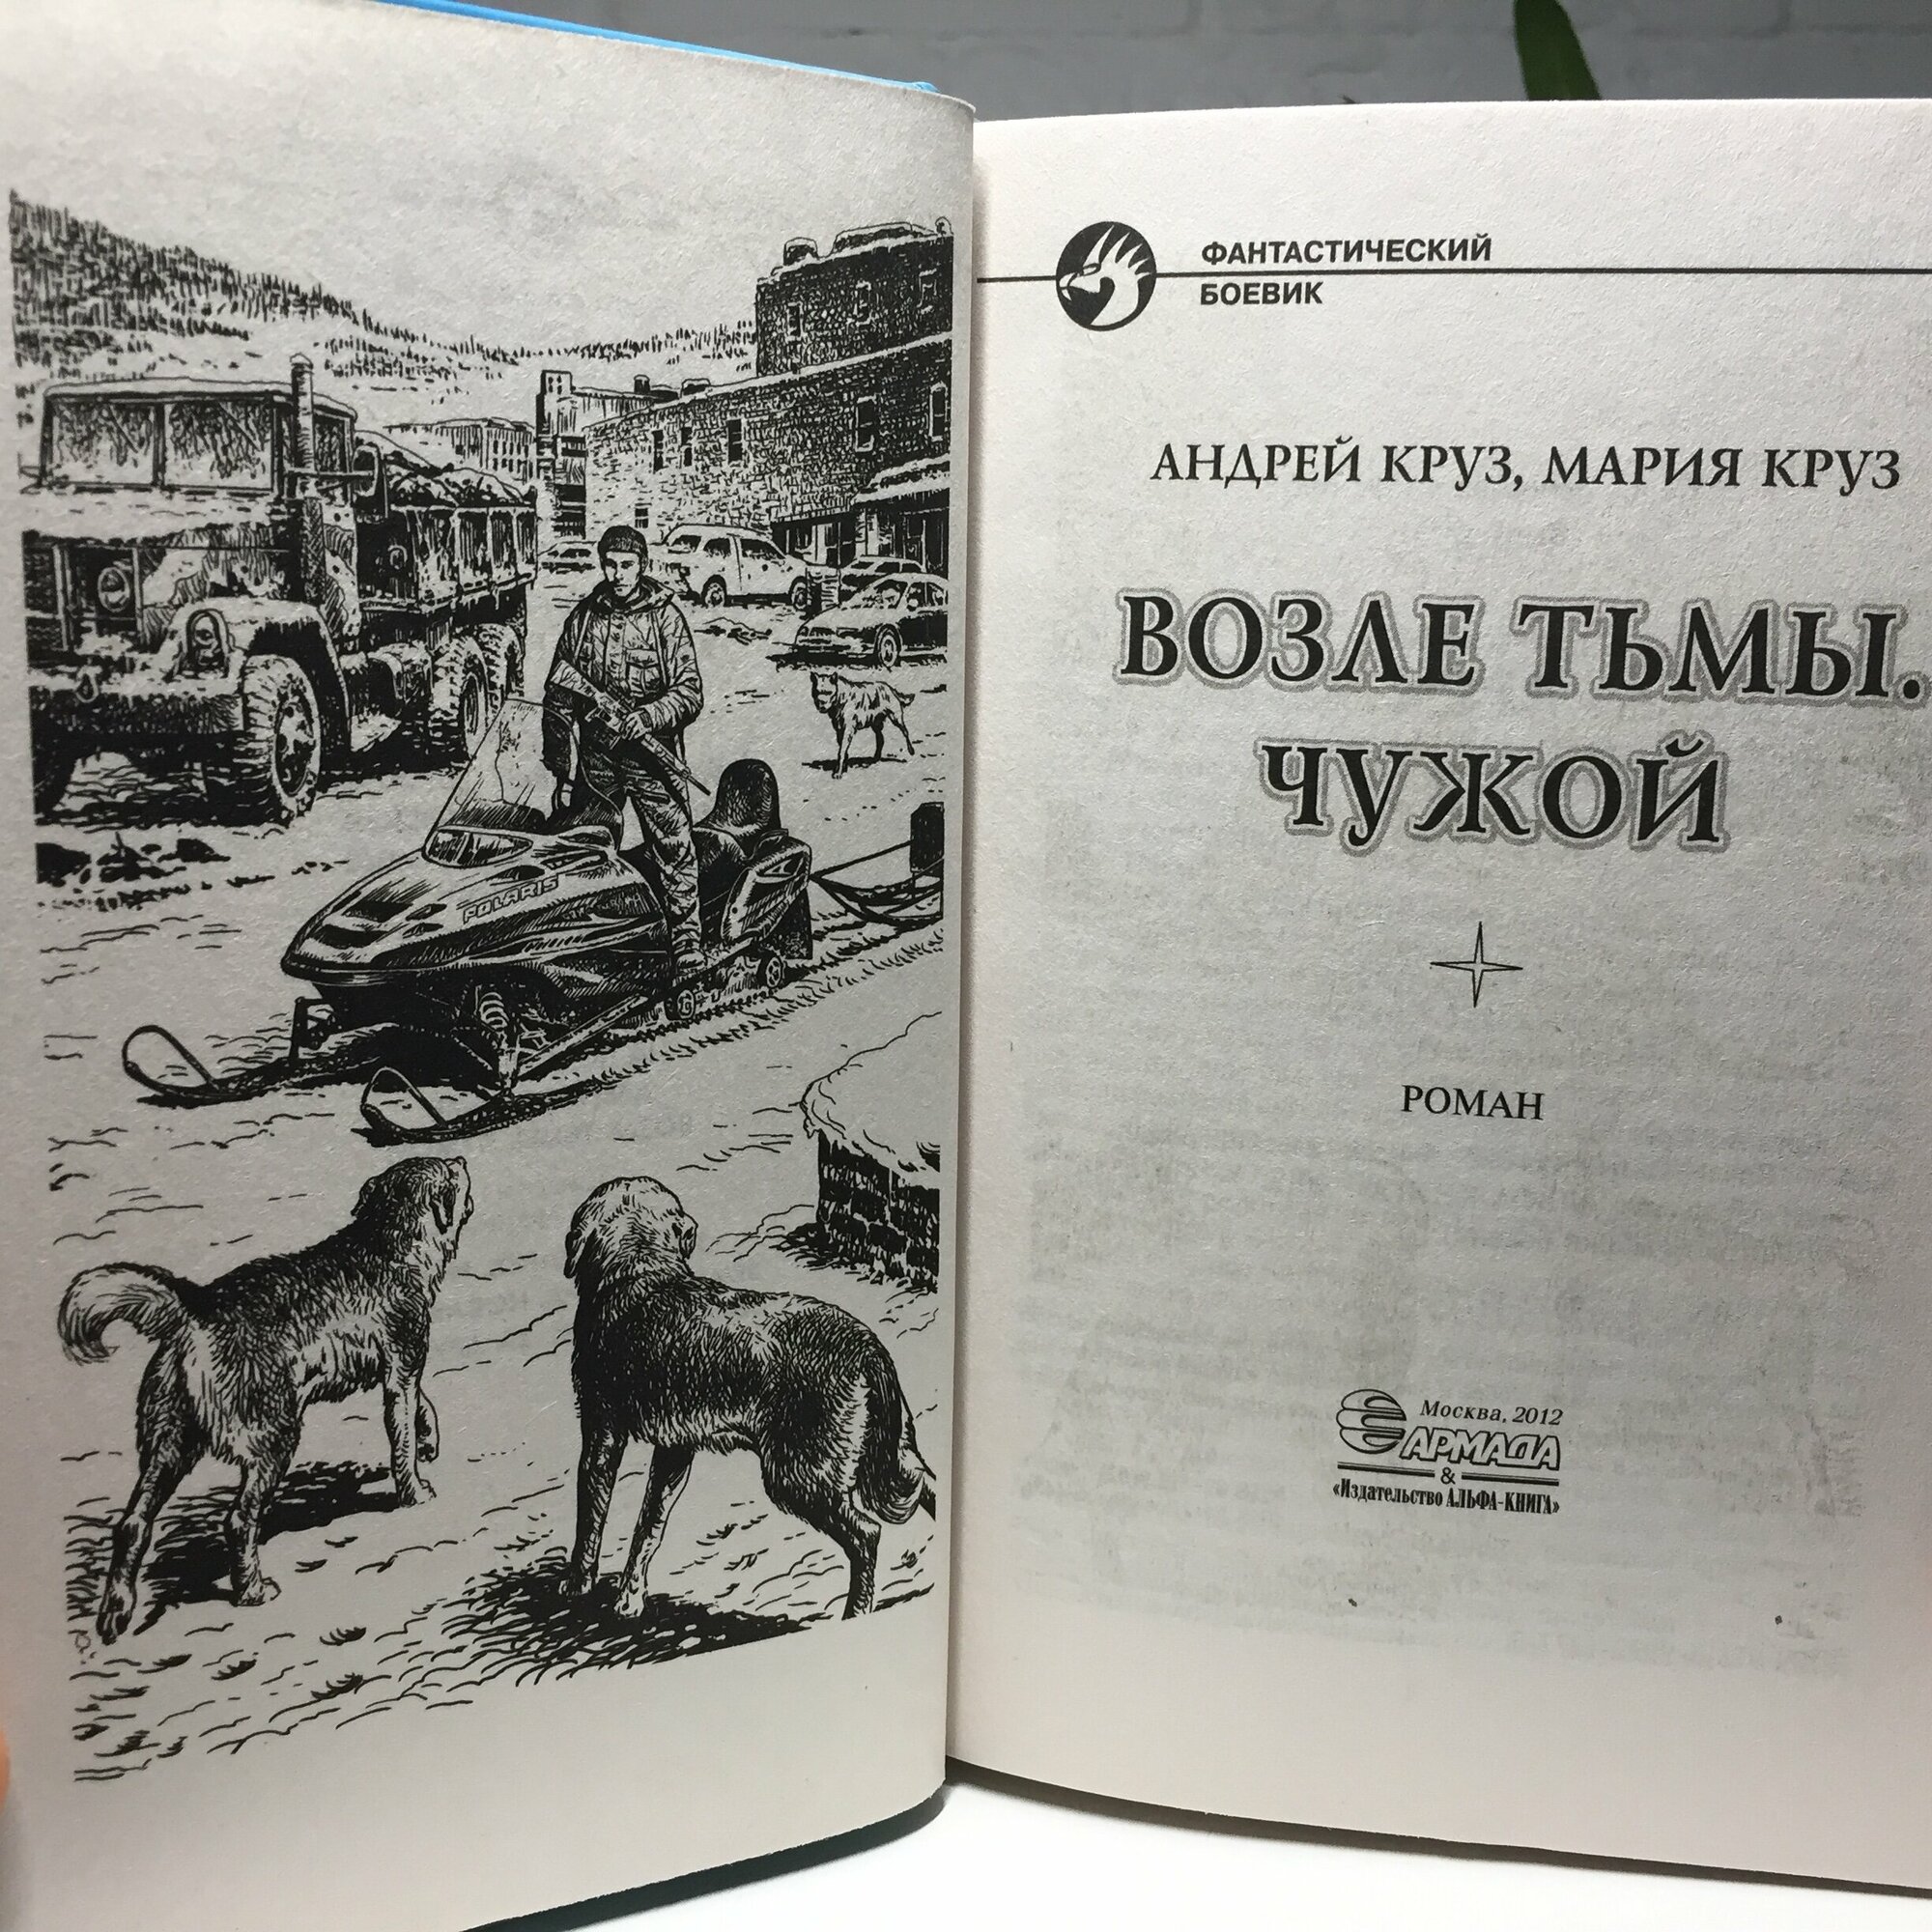 POLARIS
ФАНТАСТИЧЕСКИЙ
БОЕВИК
АНДРЕЙ КРУЗ, МАРИЯ КРУЗ
ВОЗЛЕ ТЬМЫ.
ЧУЖОЙ
РОМАН
Москва, 2012
АРМАДА
&
«Издательство АЛЬФА-КНИГА»